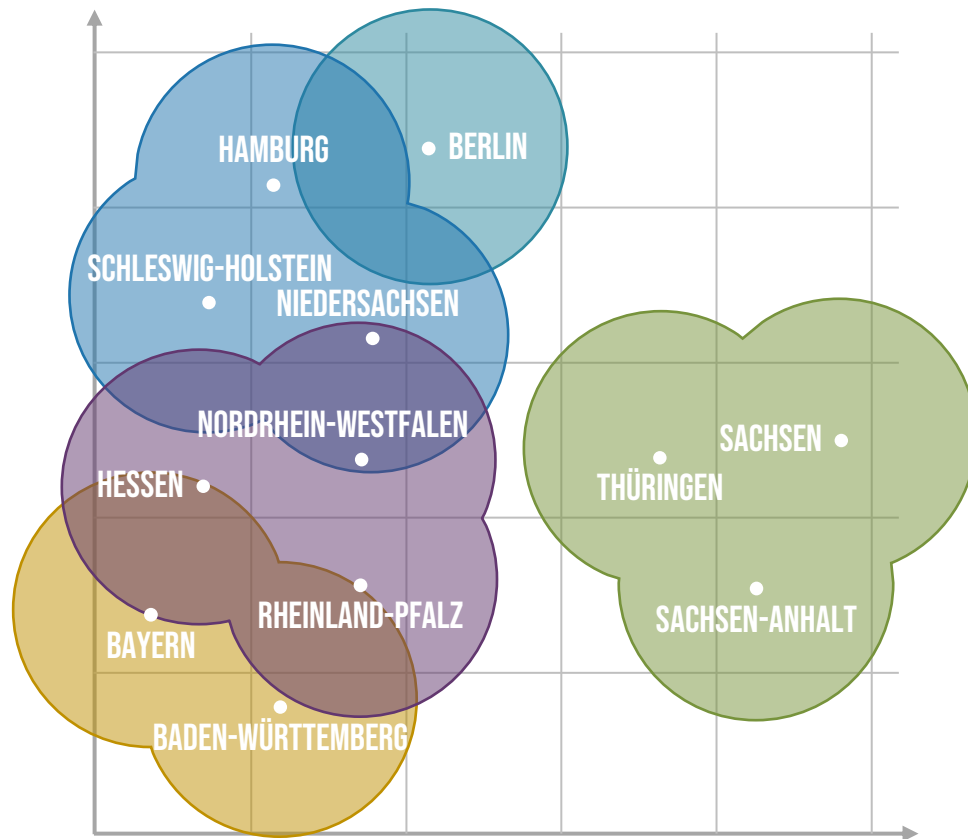 BERLIN
HAMBURG
SCHLESWIG-HOLSTEIN
NIEDERSACHSEN
NORDRHEIN-WESTFALEN
SACHSEN
HESSEN
THÜRINGEN
RHEINLAND-PFALZ
SACHSEN-ANHALT
BAYERN
BADEN-WÜRTTEMBERG